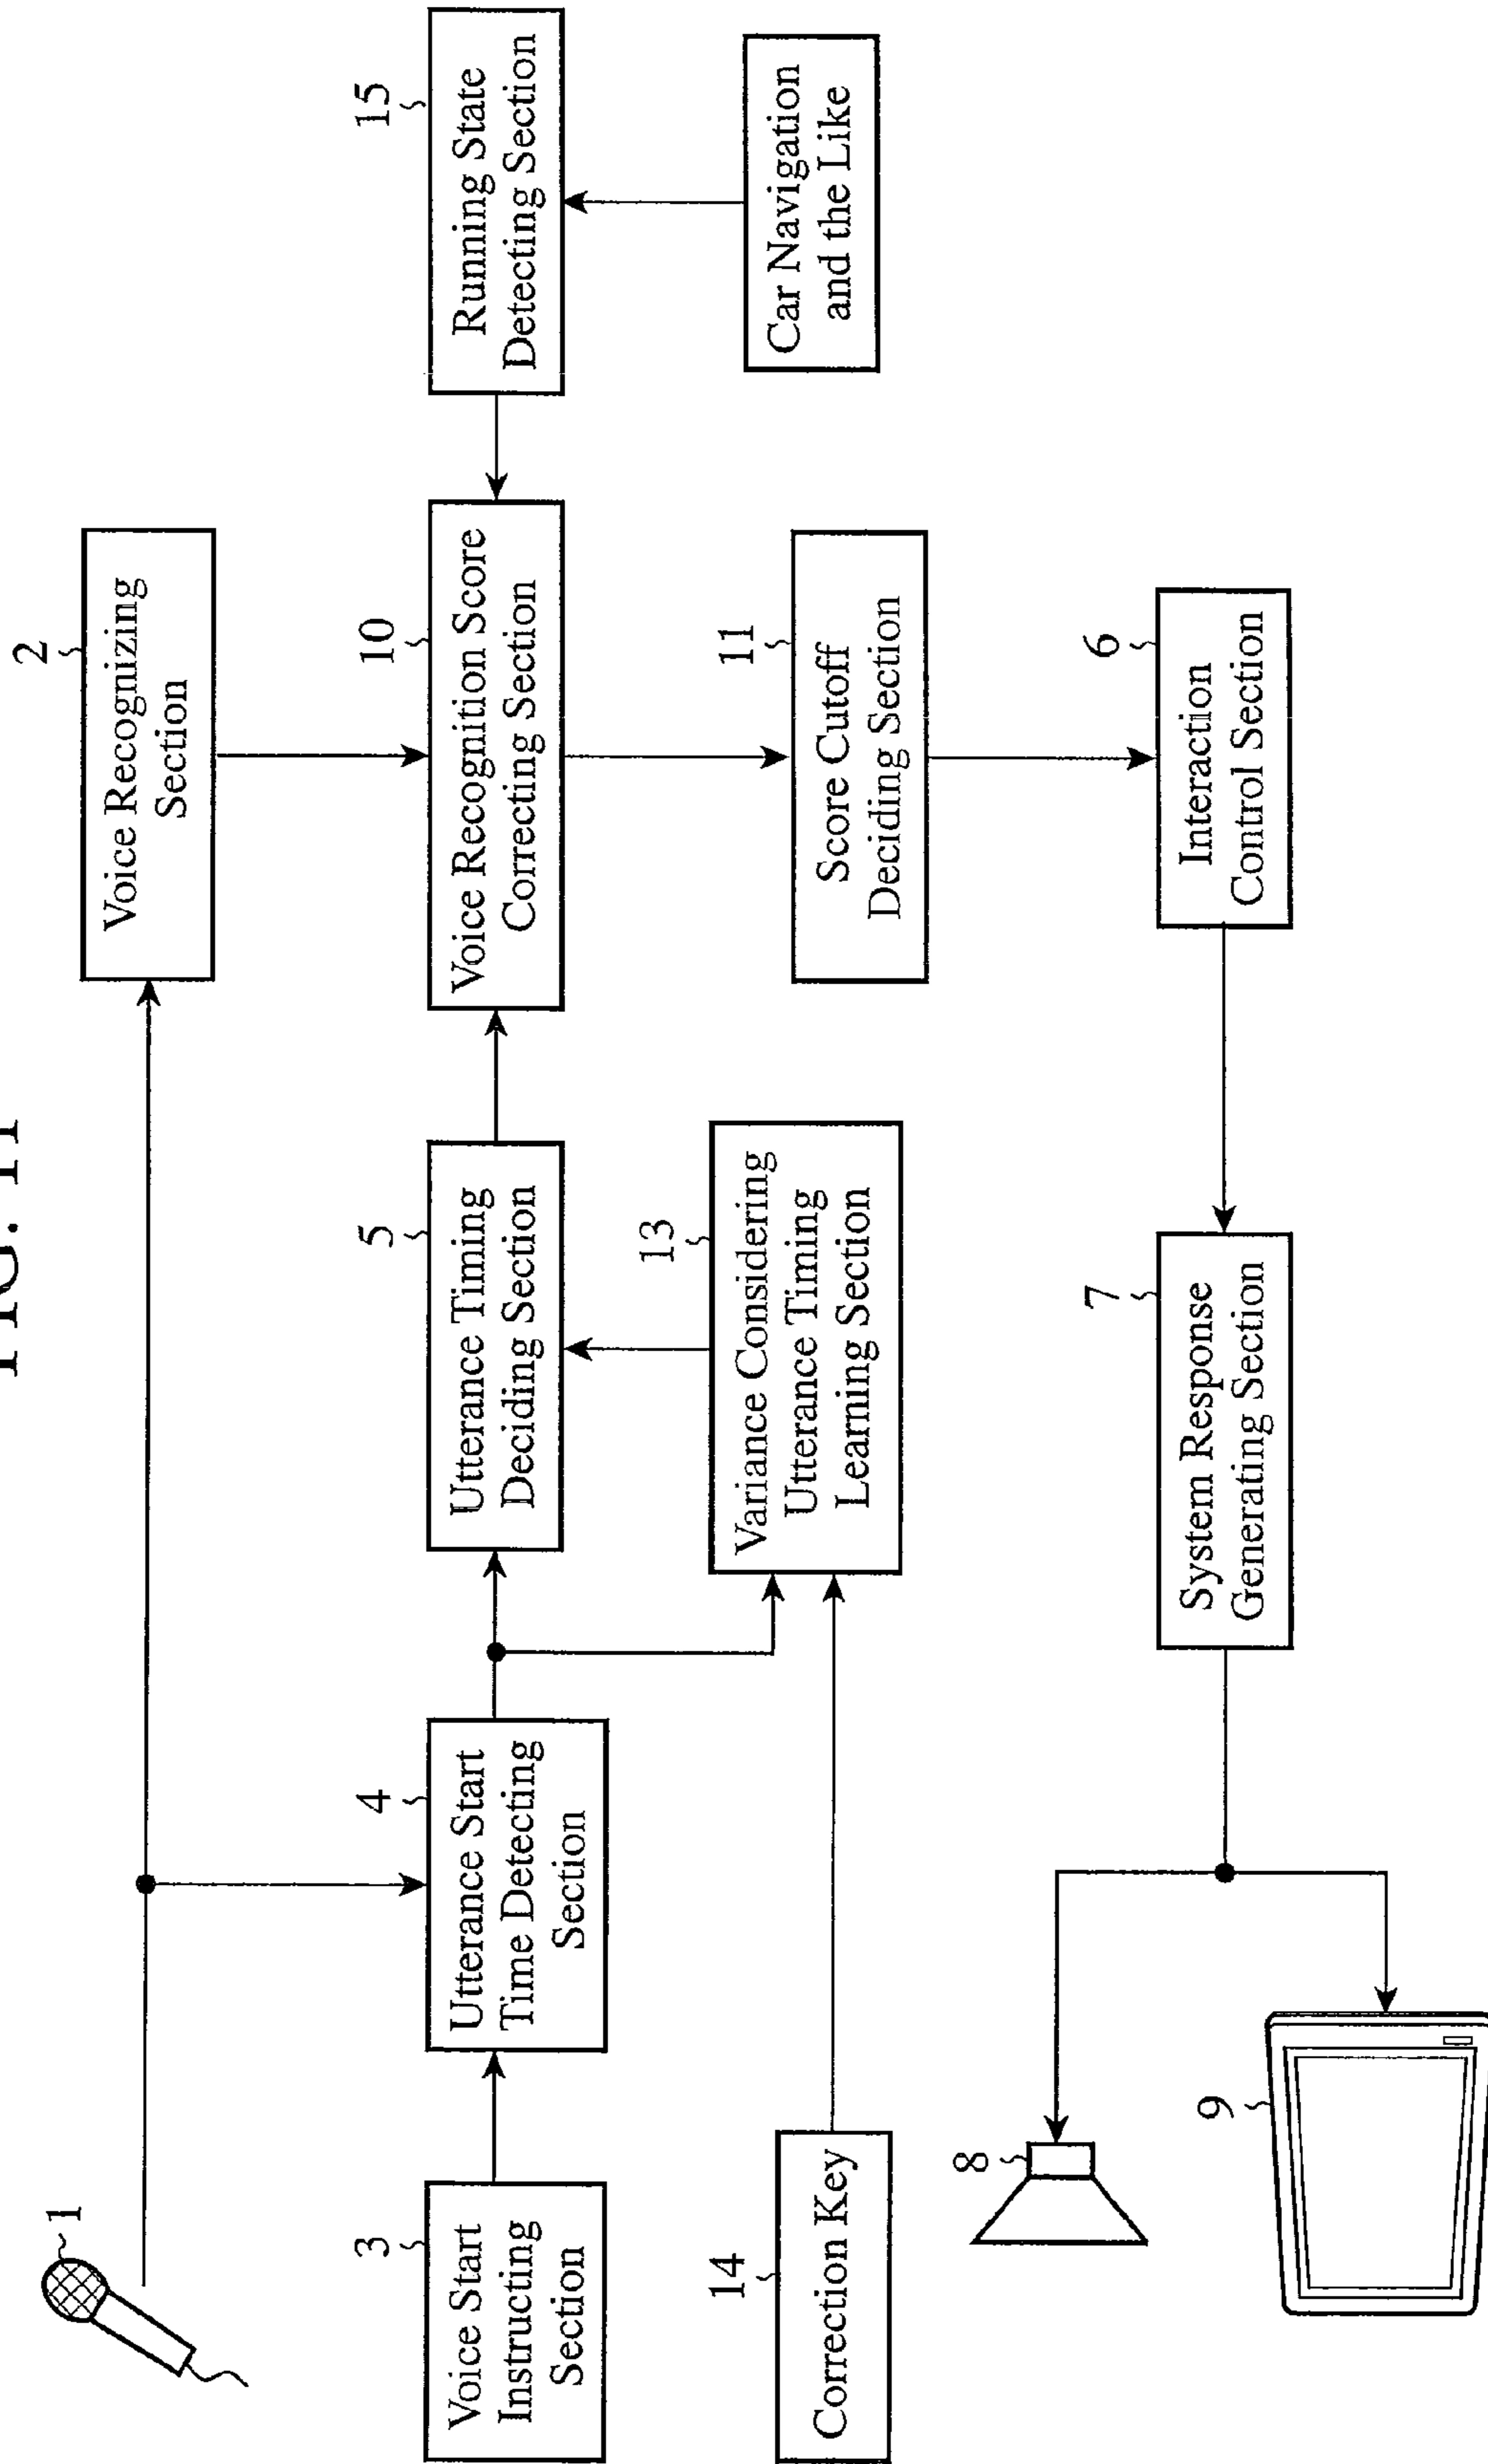 FIG. 11
1
2
Voice Recognizing
Section
3
Voice Start
Instructing
Section
4
Utterance Start
Time Detecting
Section
5
Utterance Timing
Deciding Section
10
Voice Recognition Score
Correcting Section
15
Running State
Detecting Section
14
Correction Key
13
Variance Considering
Utterance Timing
Learning Section
11
Score Cutoff
Deciding Section
Car Navigation
and the Like
8
9
7
System Response
Generating Section
6
Interaction
Control Section